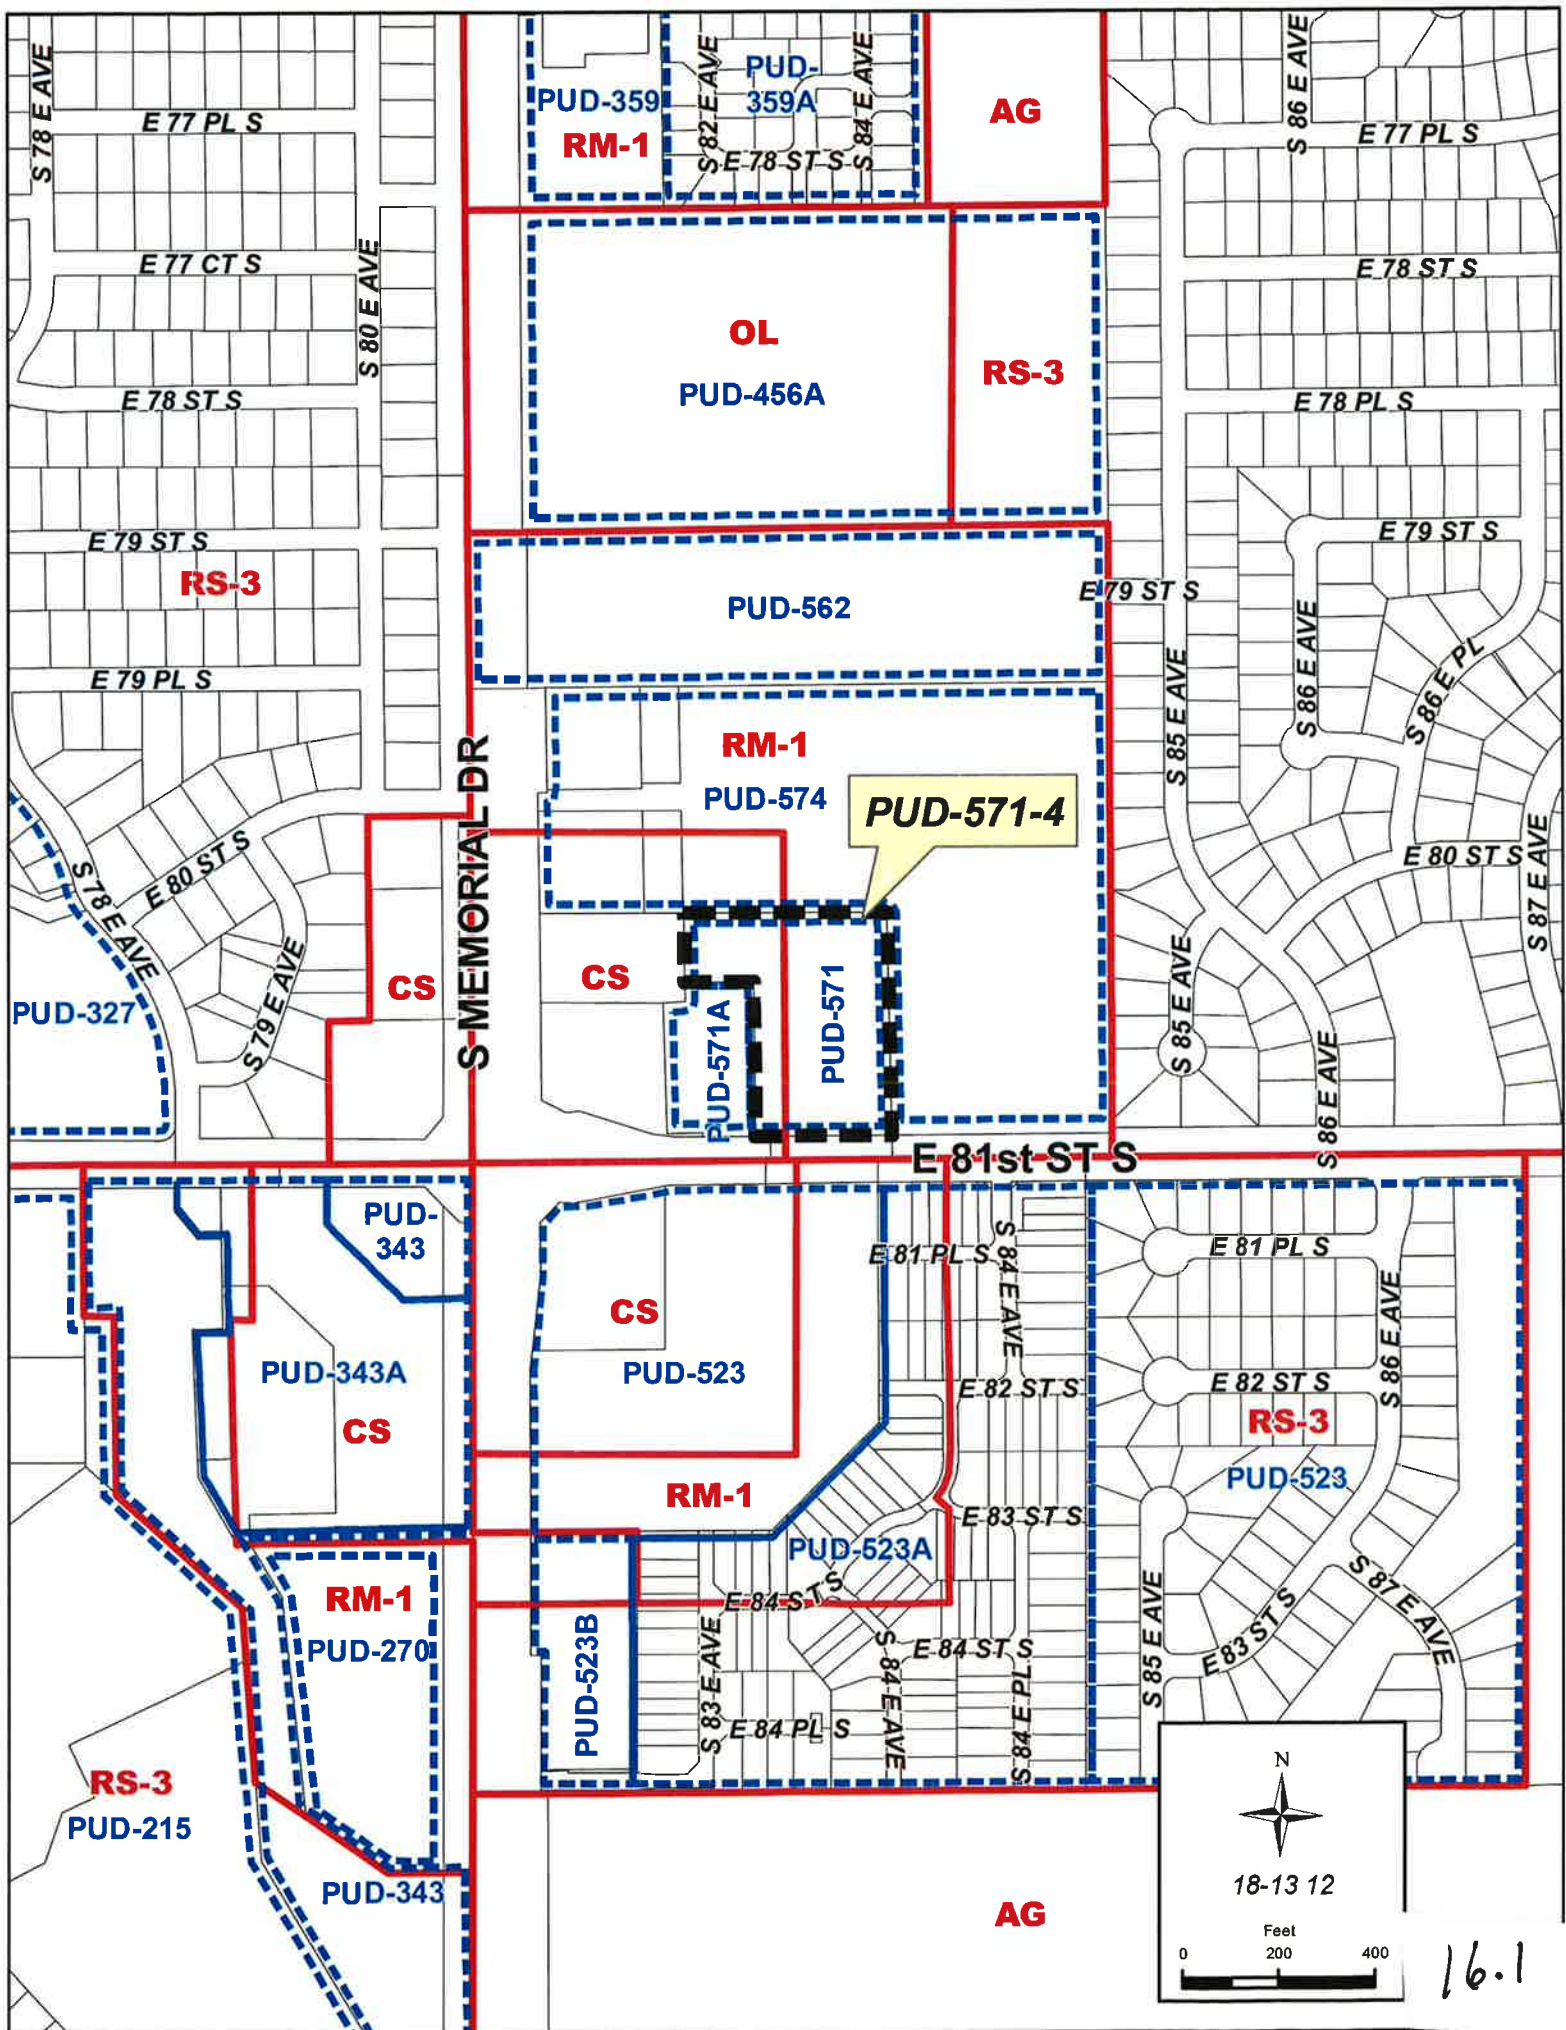 S 78 E AVE
E 77 PL S
E 77 CT S
S 80 E AVE
E 78 ST S
E 79 ST S
RS-3
E 79 PL S
S 78 E AVE
E 80 ST S
S 79 E AVE
PUD-327
CS
S MEMORIAL DR
PUD-359
RM-1
S 82 E AVE
PUD-
359A
S 84 E AVE
E 78 ST S
AG
OL
PUD-456A
RS-3
PUD-562
RM-1
PUD-574
PUD-571-4
CS
PUD-571A
PUD-571
E 81st ST S
S 86 E AVE
E 77 PL S
E 78 ST S
E 78 PL S
E 79 ST S
E 79 ST S
S 85 E AVE
S 86 E AVE
S 86 E PL
E 80 ST S
S 87 E AVE
S 85 E AVE
S 86 E AVE
PUD-
343
PUD-343A
CS
RM-1
PUD-270
RS-3
PUD-215
PUD-343
CS
PUD-523
RM-1
PUD-523A
PUD-523B
E 81 PL S
S 84 E AVE
E 82 ST S
E 83 ST S
E 84 ST S
E 84 ST S
S 83 E AVE
E 84 PL S
S 84 E AVE
S 84 E PL
E 81 PL S
S 86 E AVE
E 82 ST S
RS-3
PUD-523
S 85 E AVE
E 83 ST S
S 87 E AVE
AG
N
18-13 12
Feet
0 200 400
16.1